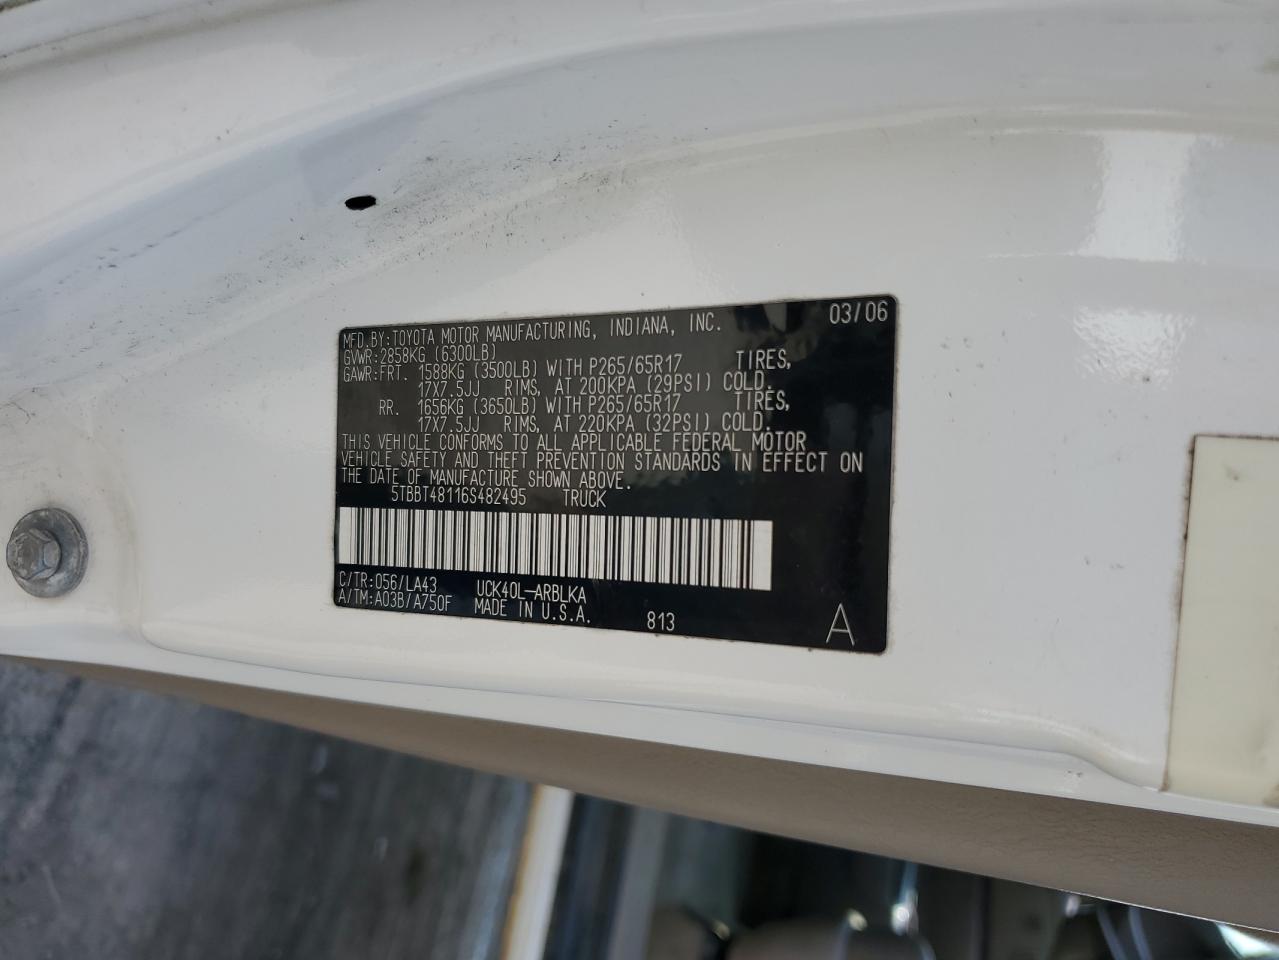 03/06
MFD.BY:TOYOTA MOTOR MANUFACTURING, INDIANA, INC.
GVWR:2858KG (6300LB)
GAWR:FRT. 1588KG (3500LB) WITH P265/65R17 TIRES,
17X7.5JJ RIMS, AT 200KPA (29PSI) COLD.
RR. 1656KG (3650LB) WITH P265/65R17 TIRES,
17X7.5JJ RIMS, AT 220KPA (32PSI) COLD.
THIS VEHICLE CONFORMS TO ALL APPLICABLE FEDERAL MOTOR
VEHICLE SAFETY AND THEFT PREVENTION STANDARDS IN EFFECT ON
THE DATE OF MANUFACTURE SHOWN ABOVE.
5TBBT48116S482495 TRUCK
C/TR:056/LA43 UCK40L-ARBLKA
A/TM:A03B/A750F MADE IN U.S.A. 813 A